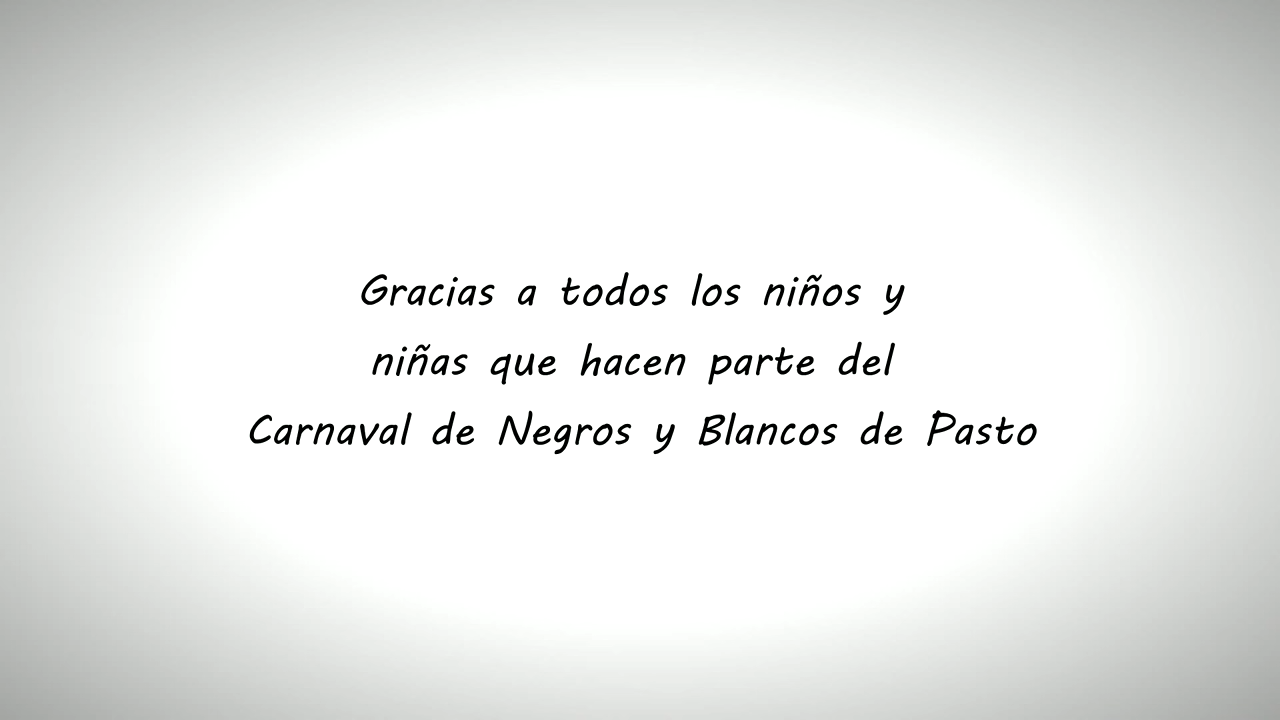 Gracias a todos los niños y
niñas que hacen parte del
Carnaval de Negros y Blancos de Pasto